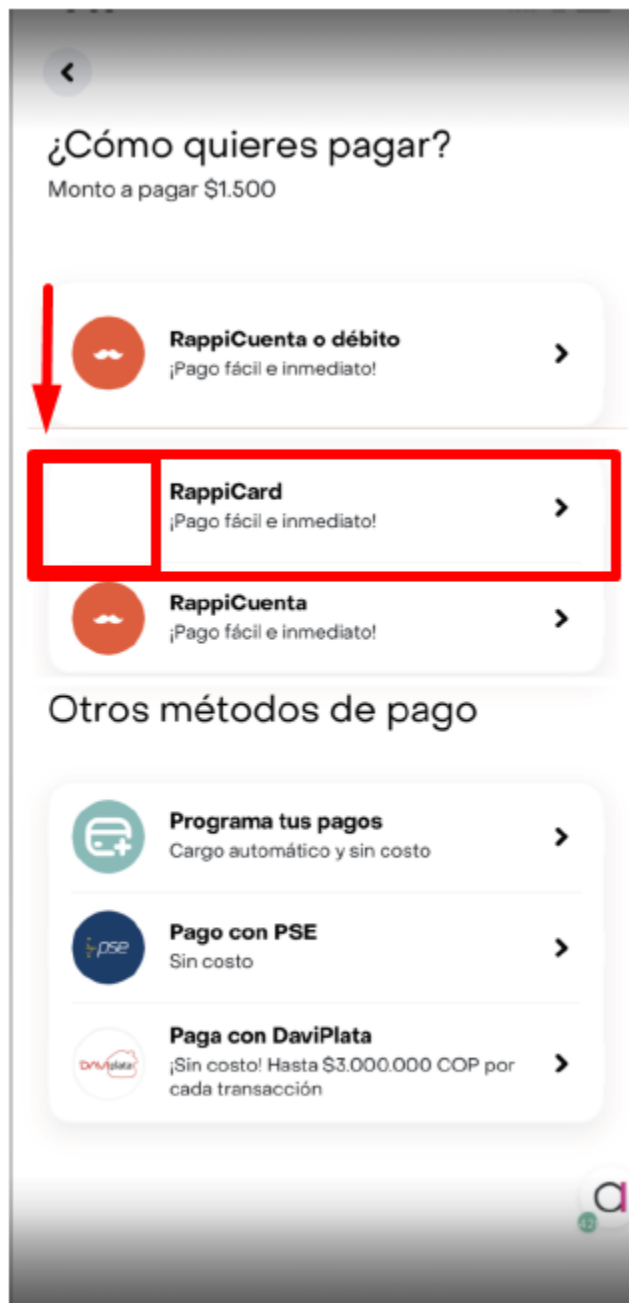 ¿Cómo quieres pagar?
Monto a pagar $1.500
RappiCuenta o débito
¡Pago fácil e inmediato!
RappiCard
¡Pago fácil e inmediato!
RappiCuenta
¡Pago fácil e inmediato!
Otros métodos de pago
Programa tus pagos
Cargo automático y sin costo
pse
Pago con PSE
Sin costo
DAVIplata
Paga con DaviPlata
¡Sin costo! Hasta $3.000.000 COP por
cada transacción
a